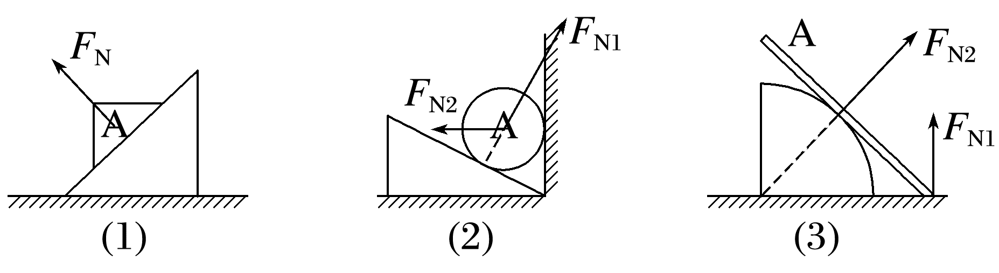 F_N
A
(1)
F_N1
F_N2
A
(2)
A
F_N2
F_N1
(3)